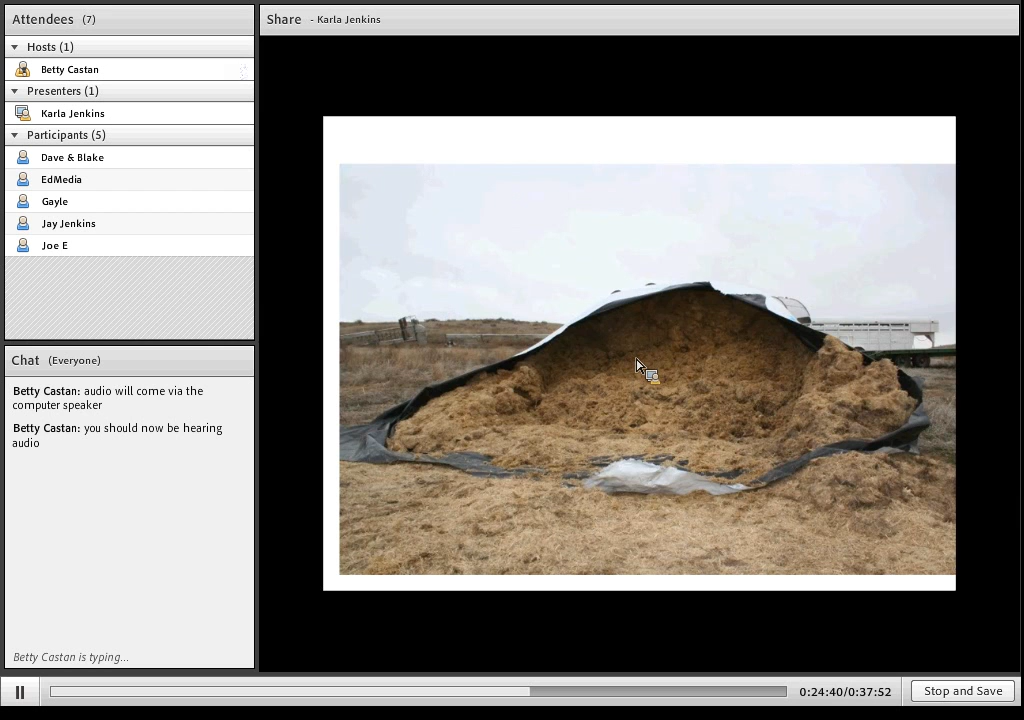 Attendees (7)
Hosts (1)
Betty Castan
Presenters (1)
Karla Jenkins
Participants (5)
Dave & Blake
EdMedia
Gayle
Jay Jenkins
Joe E
Chat (Everyone)
Betty Castan: audio will come via the
computer speaker
Betty Castan: you should now be hearing
audio
Betty Castan is typing...
Share - Karla Jenkins
0:24:40/0:37:52
Stop and Save